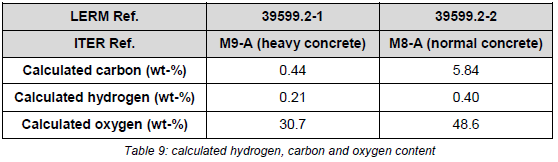 LERM Ref. 39599.2-1 39599.2-2
ITER Ref. M9-A (heavy concrete) M8-A (normal concrete)
Calculated carbon (wt-%) 0.44 5.84
Calculated hydrogen (wt-%) 0.21 0.40
Calculated oxygen (wt-%) 30.7 48.6
Table 9: calculated hydrogen, carbon and oxygen content